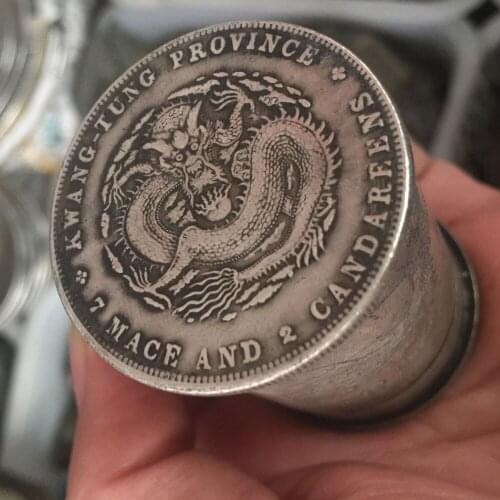 KWANG-TUNG PROVINCE
7 MACE AND 2 CANDAREENS